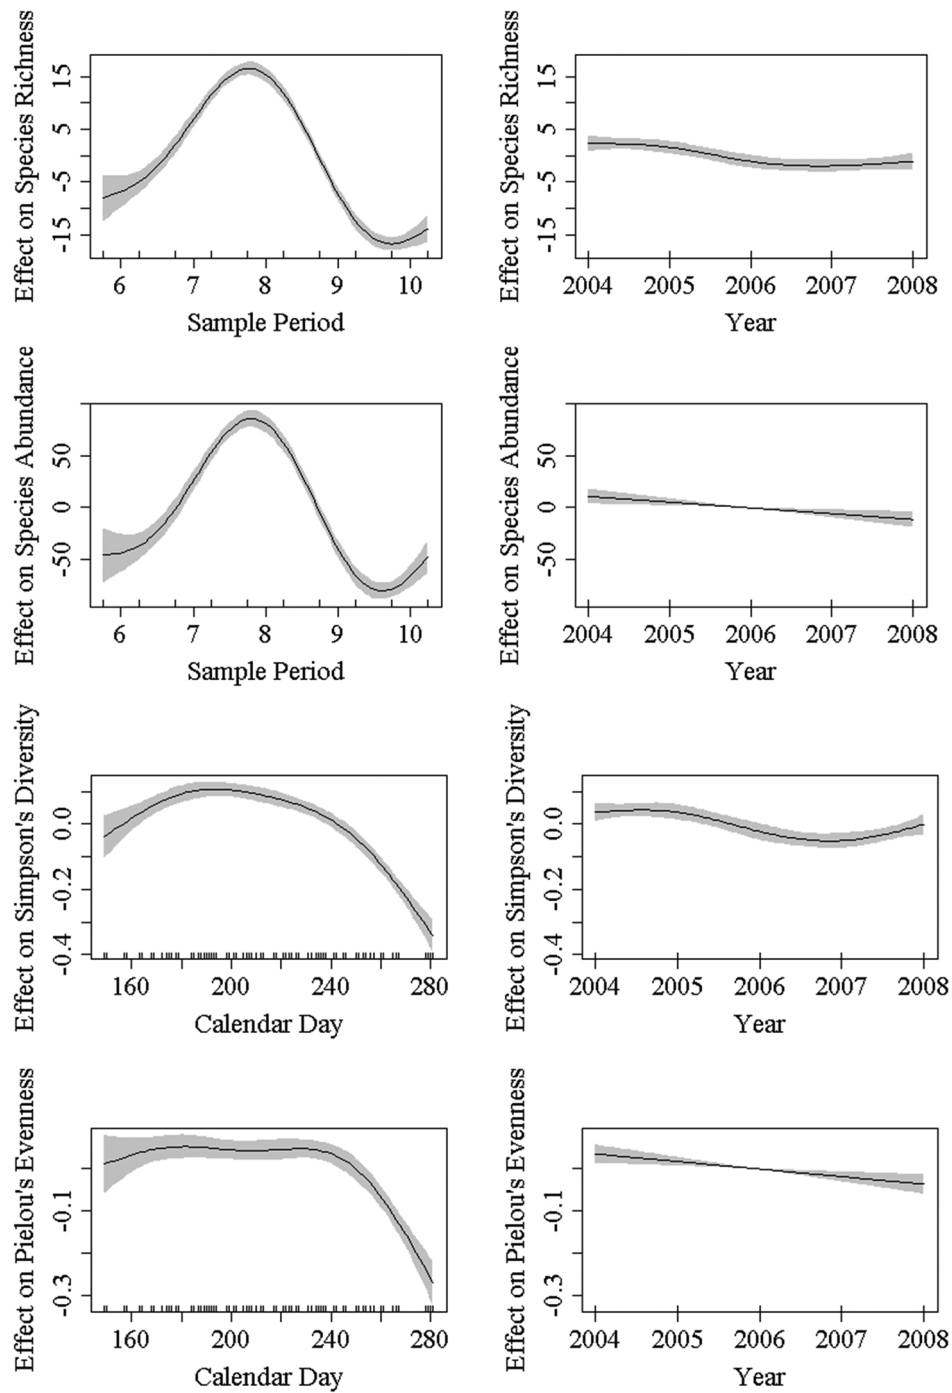 Effect on Species Richness
15
5
-5
-15
6 7 8 9 10
Sample Period
Effect on Species Richness
15
5
-5
-15
2004 2005 2006 2007 2008
Year
Effect on Species Abundance
50
0
-50
6 7 8 9 10
Sample Period
Effect on Species Abundance
50
0
-50
2004 2005 2006 2007 2008
Year
Effect on Simpson's Diversity
0.0
-0.2
-0.4
160 200 240 280
Calendar Day
Effect on Simpson's Diversity
0.0
-0.2
-0.4
2004 2005 2006 2007 2008
Year
Effect on Pielou's Evenness
-0.1
-0.3
160 200 240 280
Calendar Day
Effect on Pielou's Evenness
-0.1
-0.3
2004 2005 2006 2007 2008
Year